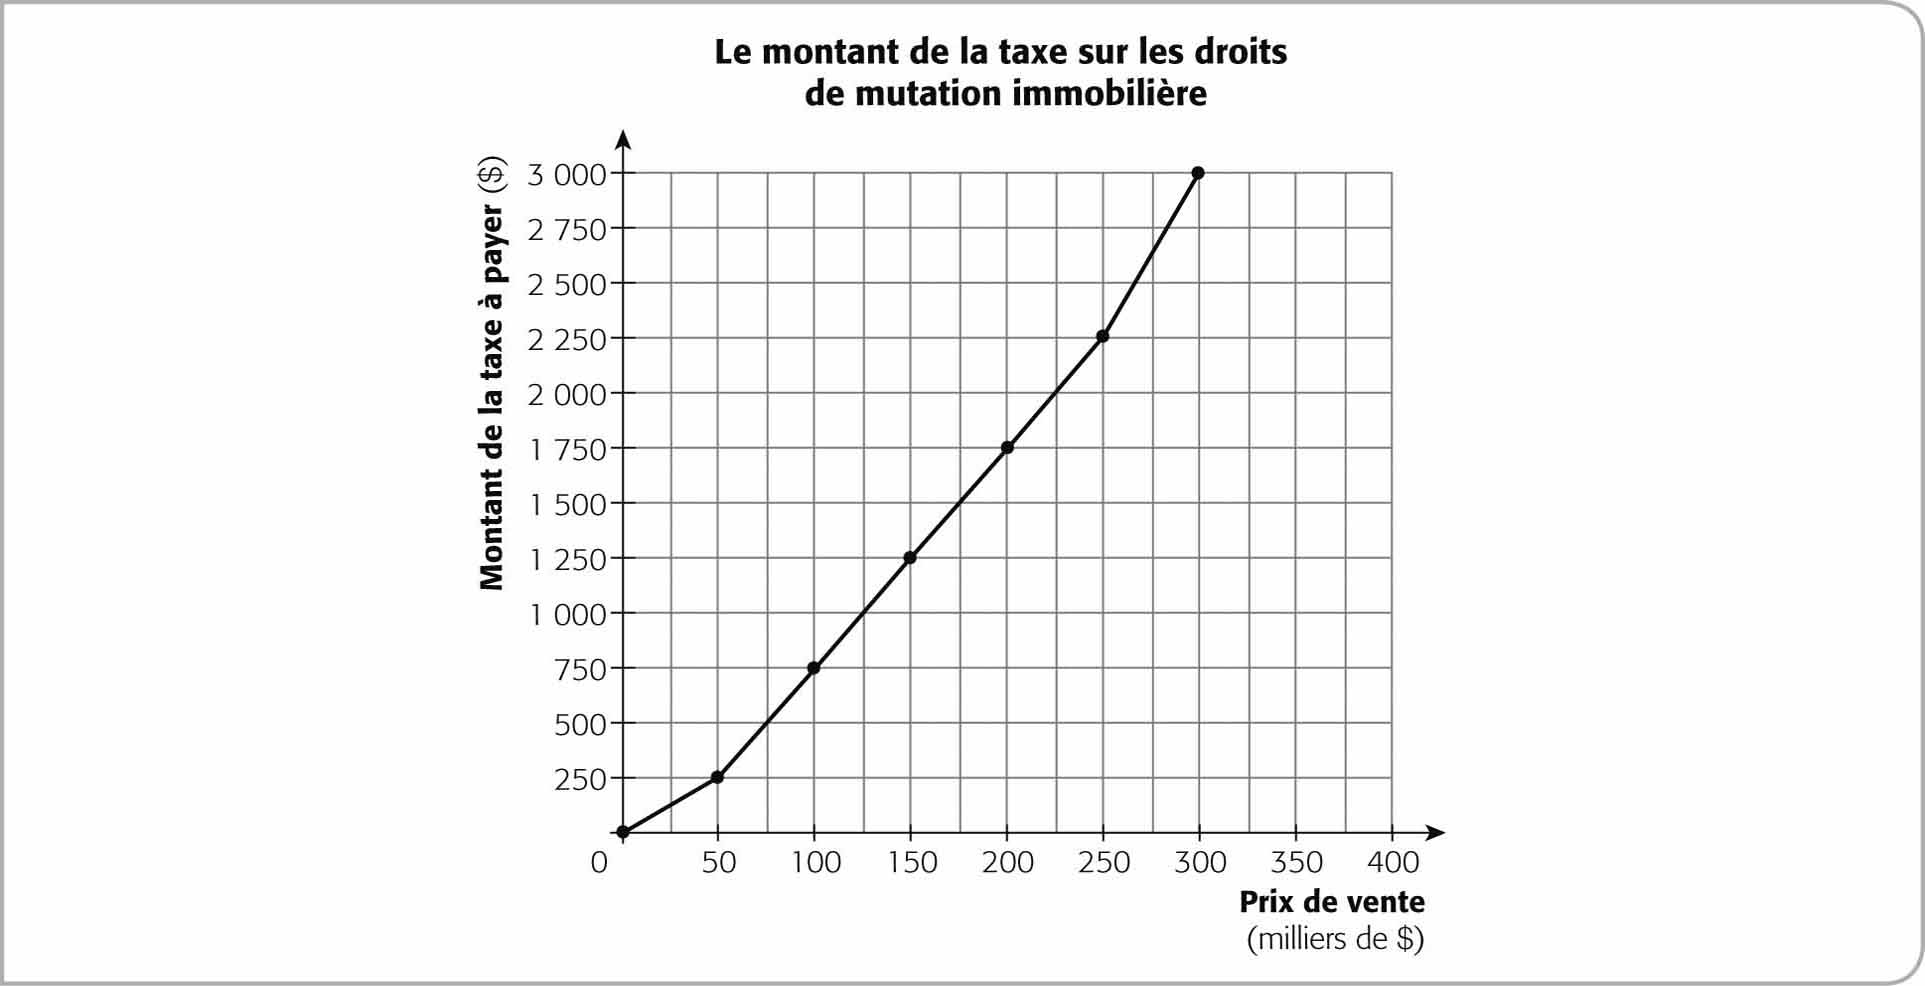 Le montant de la taxe sur les droits
de mutation immobilière
Montant de la taxe à payer ($)
3 000
2 750
2 500
2 250
2 000
1 750
1 500
1 250
1 000
750
500
250
0 50 100 150 200 250 300 350 400
Prix de vente
(milliers de $)